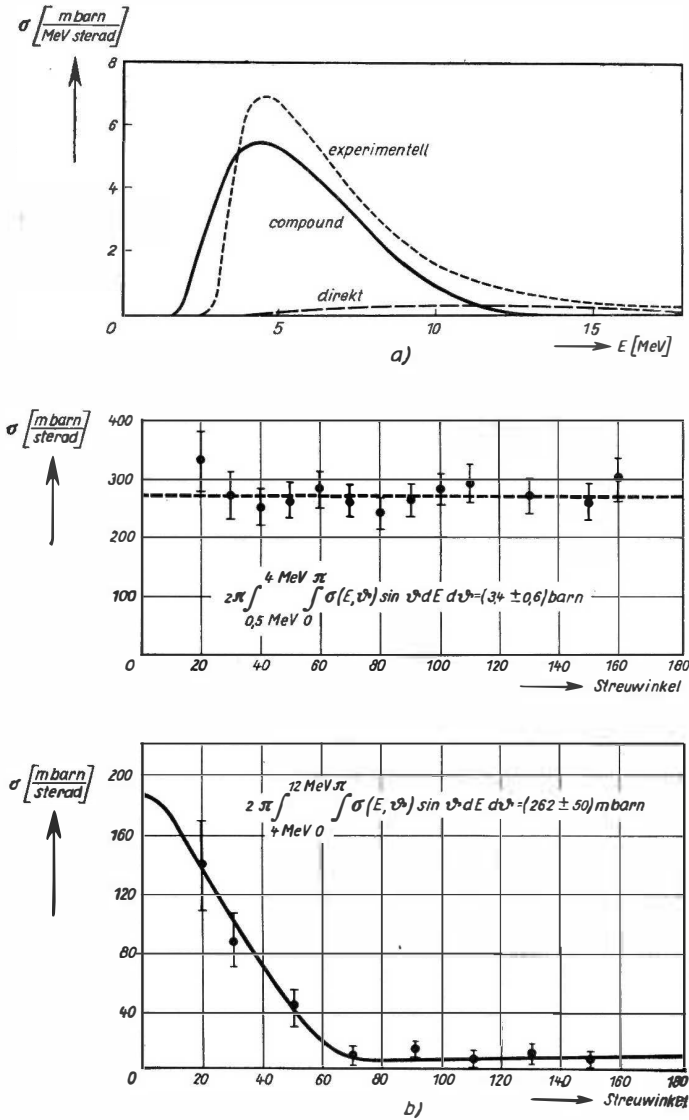 σ [mbarn / MeV sterad]
8
6
4
2
0
experimentell
compound
direkt
5
10
15
E [MeV]
a)
σ [mbarn / sterad]
400
300
200
100
0
2π∫_{0,5 MeV}^{4 MeV} ∫_0^π σ(E,ϑ) sin ϑ dE dϑ=(3,4 ± 0,6) barn
20 40 60 80 100 120 140 160 180
Streuwinkel
σ [mbarn / sterad]
200
160
120
80
40
0
2π∫_{4 MeV}^{12 MeV} ∫_0^π σ(E,ϑ) sin ϑ dE dϑ=(262 ± 50) mbarn
20 40 60 80 100 120 140 160 180
Streuwinkel
b)